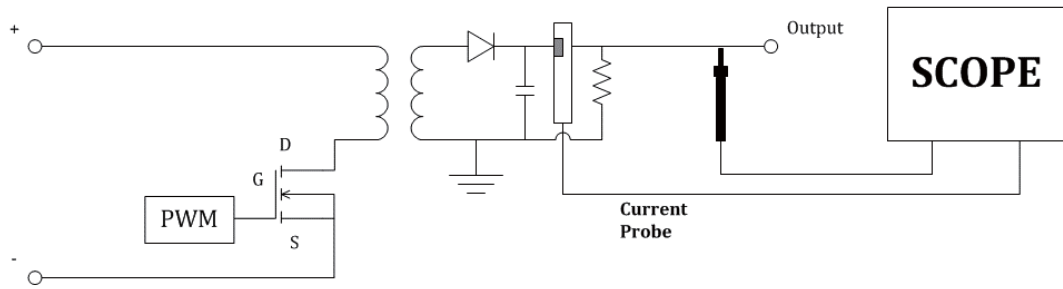 +
Output
SCOPE
D
G
PWM
S
Current
Probe
-